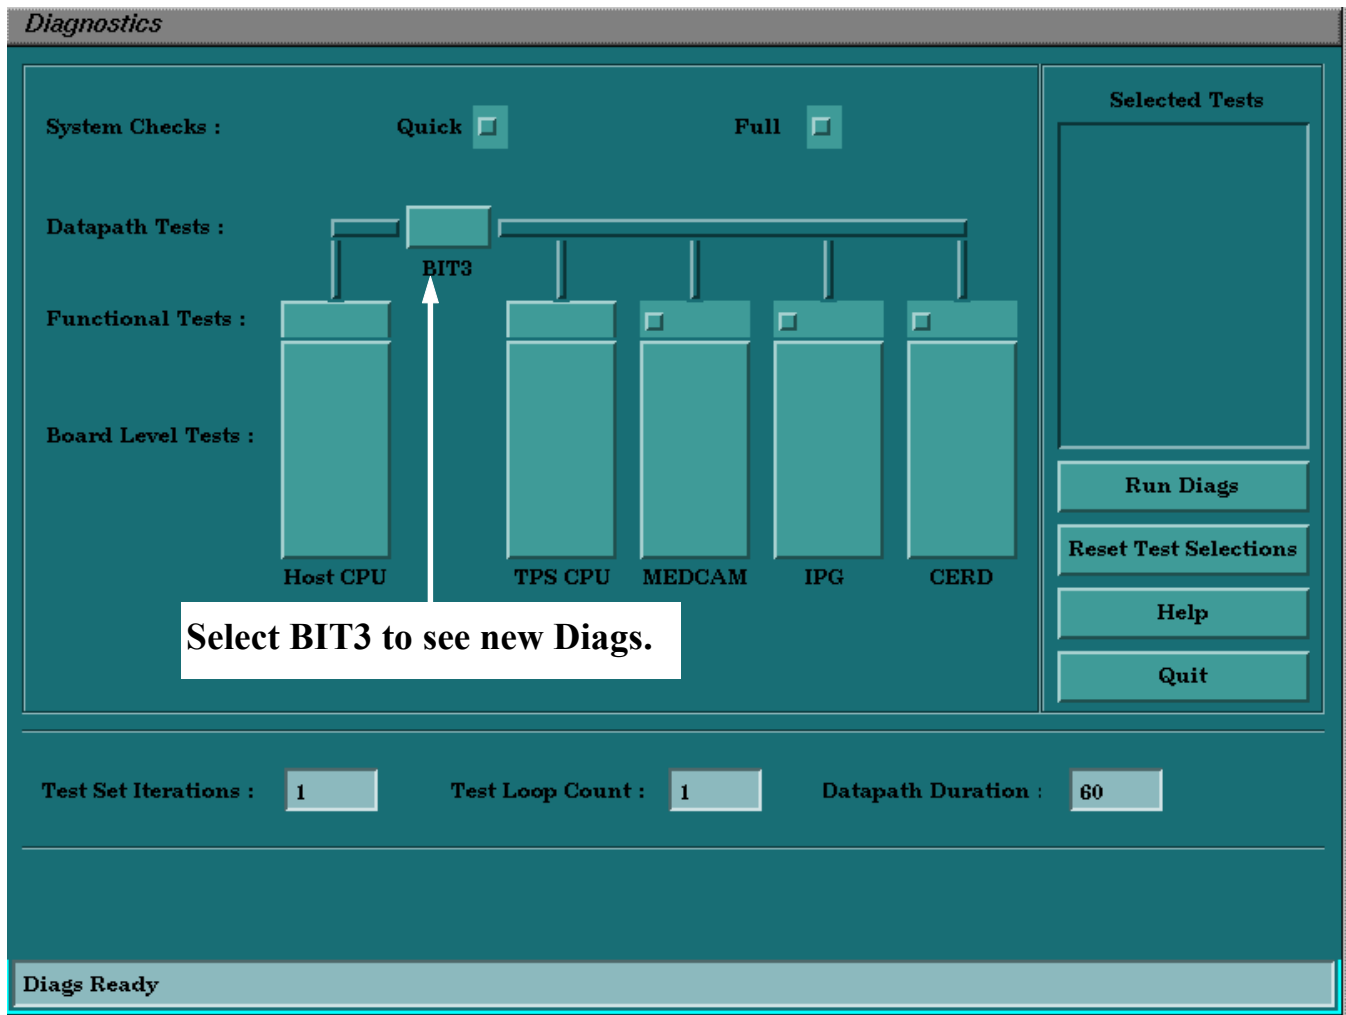 Diagnostics
System Checks : Quick Full
Selected Tests
Datapath Tests :
BIT3
Functional Tests :
Board Level Tests :
Host CPU TPS CPU MEDCAM IPG CERD
Select BIT3 to see new Diags.
Run Diags
Reset Test Selections
Help
Quit
Test Set Iterations : 1 Test Loop Count : 1 Datapath Duration : 60
Diags Ready